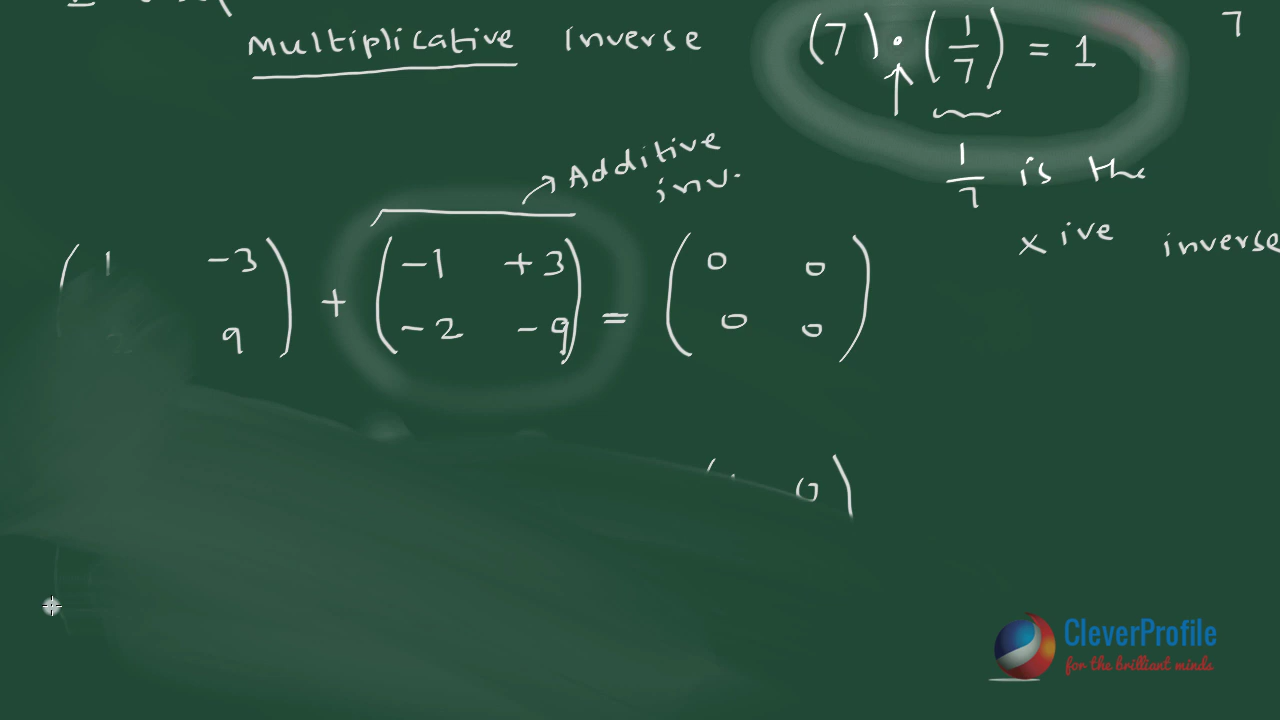 Multiplicative inverse
(7) • (1/7) = 1
7
1/7 is the
x ive inverse
Additive
inv.
( 1 -3 ) + ( -1 +3 ) = ( 0 0 )
( 9 ) ( -2 -9 ) ( 0 0 )
0 )
CleverProfile
for the brilliant minds